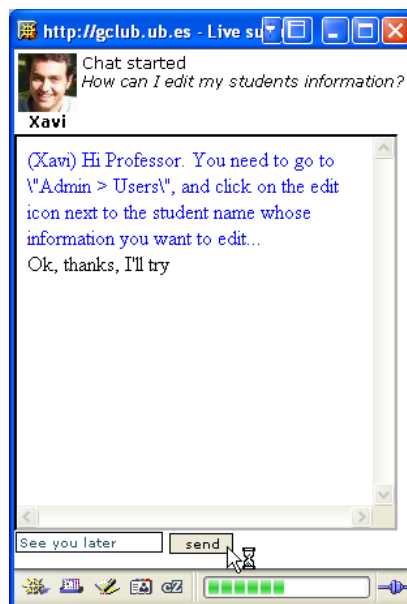 http://gclub.ub.es - Live su
Chat started
How can I edit my students information?
Xavi
(Xavi) Hi Professor. You need to go to
\"Admin > Users\", and click on the edit
icon next to the student name whose
information you want to edit...
Ok, thanks, I'll try
See you later
send